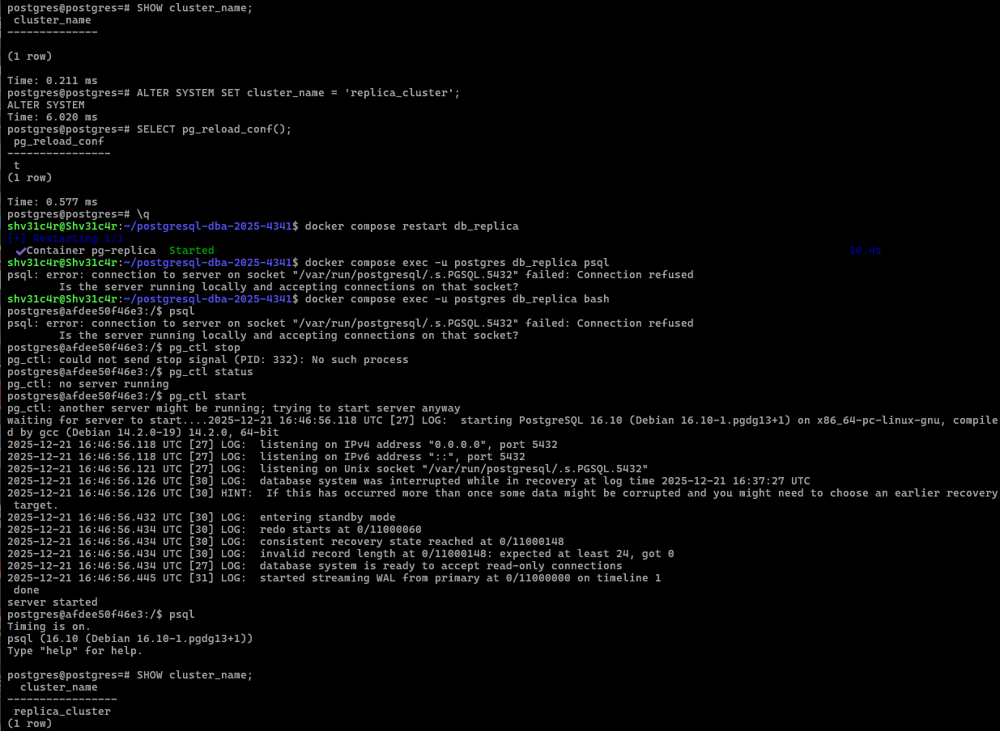 postgres@postgres=# SHOW cluster_name;
 cluster_name
--------------

(1 row)

Time: 0.211 ms
postgres@postgres=# ALTER SYSTEM SET cluster_name = 'replica_cluster';
ALTER SYSTEM
Time: 6.020 ms
postgres@postgres=# SELECT pg_reload_conf();
 pg_reload_conf
----------------
 t
(1 row)

Time: 0.577 ms
postgres@postgres=# \q
shv31c4r@Shv31c4r:~/postgresql-dba-2025-4341$ docker compose restart db_replica
[+] Restarting 1/1
 ✔Container pg-replica  Started 10.4s
shv31c4r@Shv31c4r:~/postgresql-dba-2025-4341$ docker compose exec -u postgres db_replica psql
psql: error: connection to server on socket "/var/run/postgresql/.s.PGSQL.5432" failed: Connection refused
        Is the server running locally and accepting connections on that socket?
shv31c4r@Shv31c4r:~/postgresql-dba-2025-4341$ docker compose exec -u postgres db_replica bash
postgres@afdee50f46e3:/$ psql
psql: error: connection to server on socket "/var/run/postgresql/.s.PGSQL.5432" failed: Connection refused
        Is the server running locally and accepting connections on that socket?
postgres@afdee50f46e3:/$ pg_ctl stop
pg_ctl: could not send stop signal (PID: 332): No such process
postgres@afdee50f46e3:/$ pg_ctl status
pg_ctl: no server running
postgres@afdee50f46e3:/$ pg_ctl start
pg_ctl: another server might be running; trying to start server anyway
waiting for server to start....2025-12-21 16:46:56.118 UTC [27] LOG:  starting PostgreSQL 16.10 (Debian 16.10-1.pgdg13+1) on x86_64-pc-linux-gnu, compile
d by gcc (Debian 14.2.0-19) 14.2.0, 64-bit
2025-12-21 16:46:56.118 UTC [27] LOG:  listening on IPv4 address "0.0.0.0", port 5432
2025-12-21 16:46:56.118 UTC [27] LOG:  listening on IPv6 address "::", port 5432
2025-12-21 16:46:56.121 UTC [27] LOG:  listening on Unix socket "/var/run/postgresql/.s.PGSQL.5432"
2025-12-21 16:46:56.126 UTC [30] LOG:  database system was interrupted while in recovery at log time 2025-12-21 16:37:27 UTC
2025-12-21 16:46:56.126 UTC [30] HINT:  If this has occurred more than once some data might be corrupted and you might need to choose an earlier recovery
 target.
2025-12-21 16:46:56.432 UTC [30] LOG:  entering standby mode
2025-12-21 16:46:56.434 UTC [30] LOG:  redo starts at 0/11000060
2025-12-21 16:46:56.434 UTC [30] LOG:  consistent recovery state reached at 0/11000148
2025-12-21 16:46:56.434 UTC [30] LOG:  invalid record length at 0/11000148: expected at least 24, got 0
2025-12-21 16:46:56.434 UTC [27] LOG:  database system is ready to accept read-only connections
2025-12-21 16:46:56.445 UTC [31] LOG:  started streaming WAL from primary at 0/11000000 on timeline 1
 done
server started
postgres@afdee50f46e3:/$ psql
Timing is on.
psql (16.10 (Debian 16.10-1.pgdg13+1))
Type "help" for help.

postgres@postgres=# SHOW cluster_name;
  cluster_name
-----------------
 replica_cluster
(1 row)